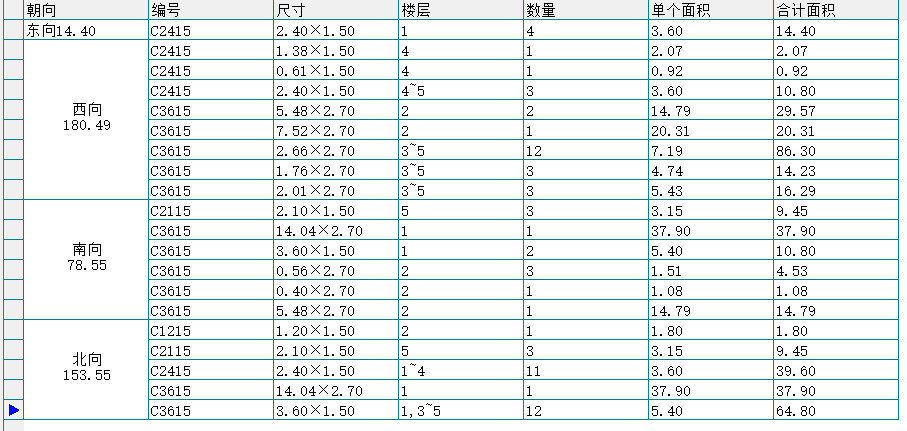 朝向 编号 尺寸 楼层 数量 单个面积 合计面积
东向14.40 C2415 2.40×1.50 1 4 3.60 14.40
西向
180.49
C2415 1.38×1.50 4 1 2.07 2.07
C2415 0.61×1.50 4 1 0.92 0.92
C2415 2.40×1.50 4~5 3 3.60 10.80
C3615 5.48×2.70 2 2 14.79 29.57
C3615 7.52×2.70 2 1 20.31 20.31
C3615 2.66×2.70 3~5 12 7.19 86.30
C3615 1.76×2.70 3~5 3 4.74 14.23
C3615 2.01×2.70 3~5 3 5.43 16.29
南向
78.55
C2115 2.10×1.50 5 3 3.15 9.45
C3615 14.04×2.70 1 1 37.90 37.90
C3615 3.60×1.50 1 2 5.40 10.80
C3615 0.56×2.70 2 3 1.51 4.53
C3615 0.40×2.70 2 1 1.08 1.08
C3615 5.48×2.70 2 1 14.79 14.79
北向
153.55
C1215 1.20×1.50 2 1 1.80 1.80
C2115 2.10×1.50 5 3 3.15 9.45
C2415 2.40×1.50 1~4 11 3.60 39.60
C3615 14.04×2.70 1 1 37.90 37.90
C3615 3.60×1.50 1,3~5 12 5.40 64.80